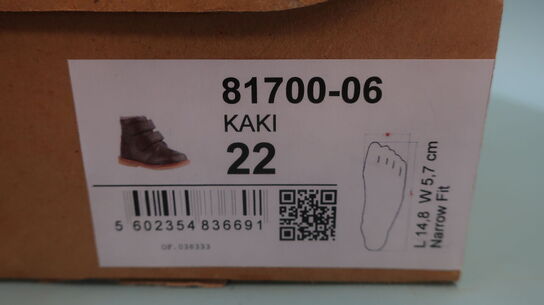 81700-06
KAKI
22
5 602354 836691
OF.036333
L 14,8 W 5,7 cm
Narrow Fit